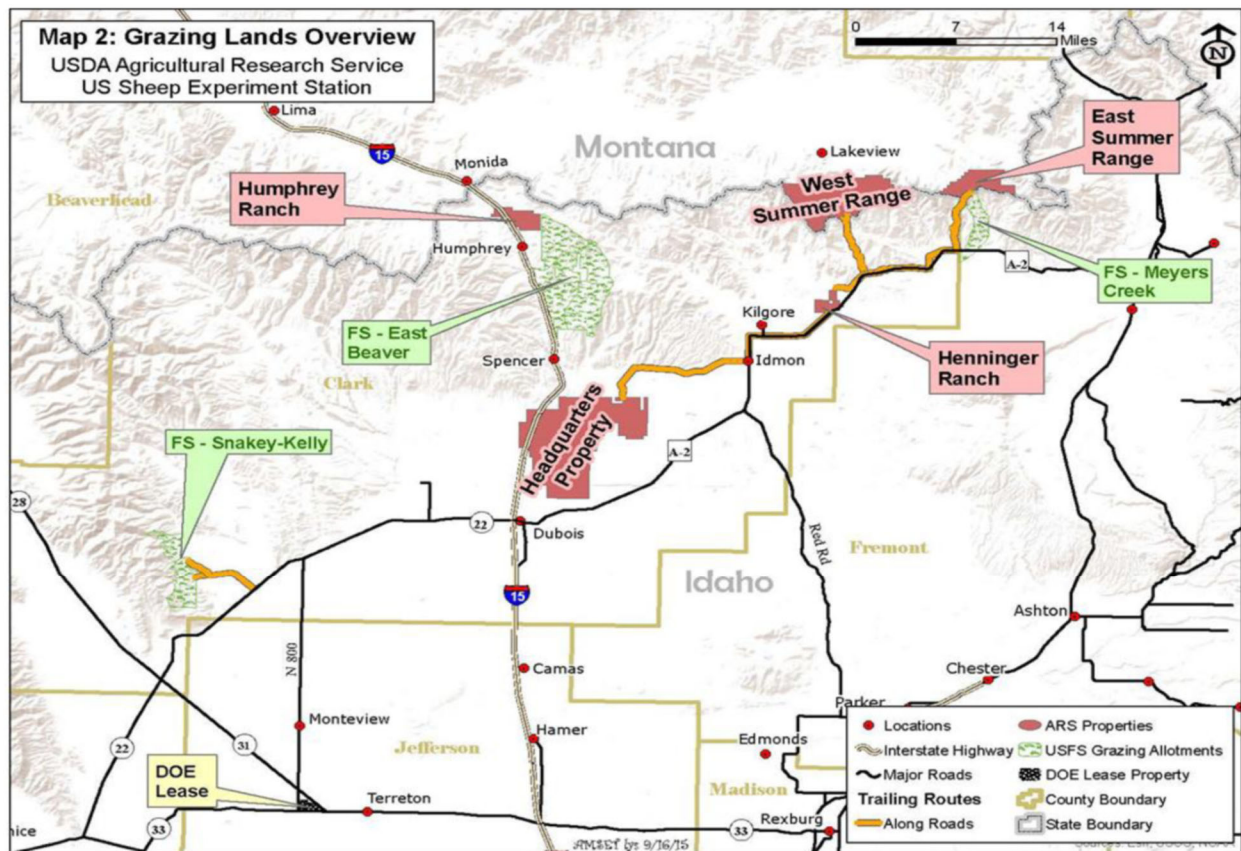 Map 2: Grazing Lands Overview
USDA Agricultural Research Service
US Sheep Experiment Station
0 7 14
Miles
N
Lima
15
Montana
Monida
Lakeview
East
Summer
Range
Beaverhead
Humphrey
Ranch
West
Summer Range
Humphrey
A-2
FS - Meyers
Creek
FS - East
Beaver
Kilgore
Spencer
Idmon
Henninger
Ranch
Clark
Headquarters
Property
FS - Snakey-Kelly
A-2
28
22
Dubois
Red Rd
Fremont
Idaho
15
Ashton
N 800
Camas
Chester
Parker
Monteview
Hamer
Edmonds
22
31
Jefferson
DOE
Lease
Madison
Terreton
33
33
Rexburg
Locations
ARS Properties
Interstate Highway
USFS Grazing Allotments
Major Roads
DOE Lease Property
Trailing Routes
County Boundary
Along Roads
State Boundary
9/16/15